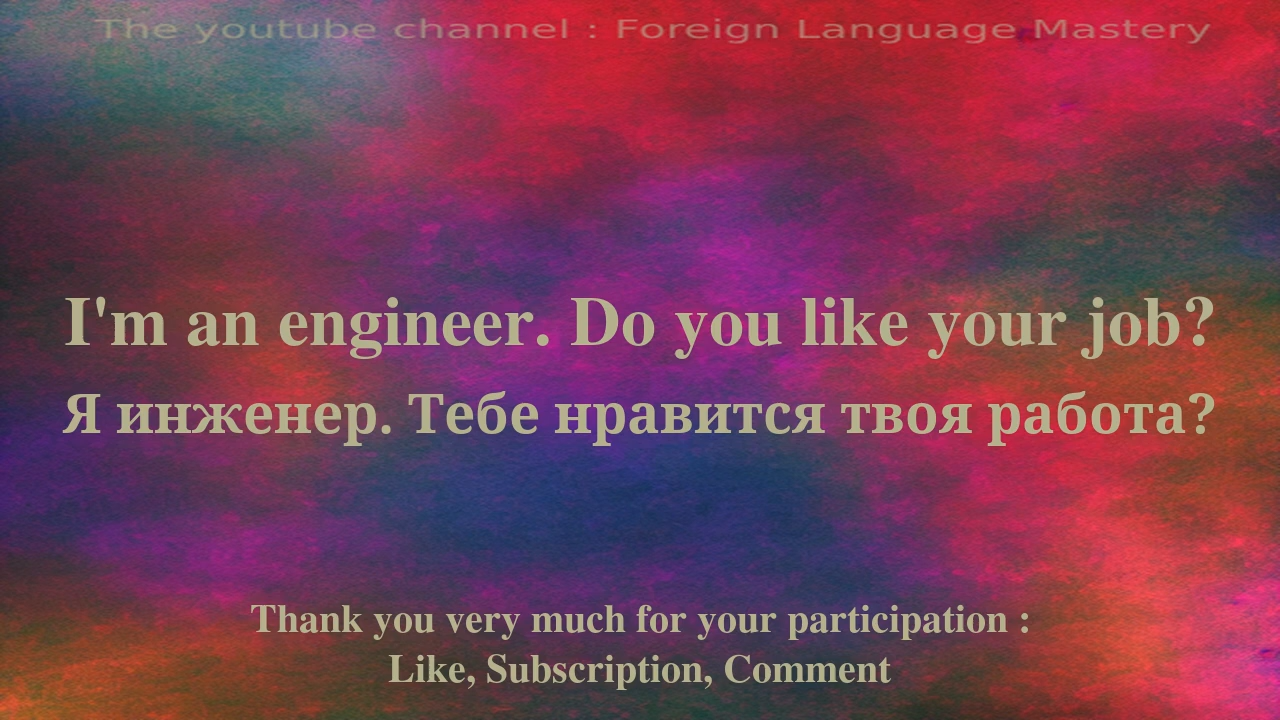 The youtube channel : Foreign Language Mastery
I'm an engineer. Do you like your job?
Я инженер. Тебе нравится твоя работа?
Thank you very much for your participation :
Like, Subscription, Comment